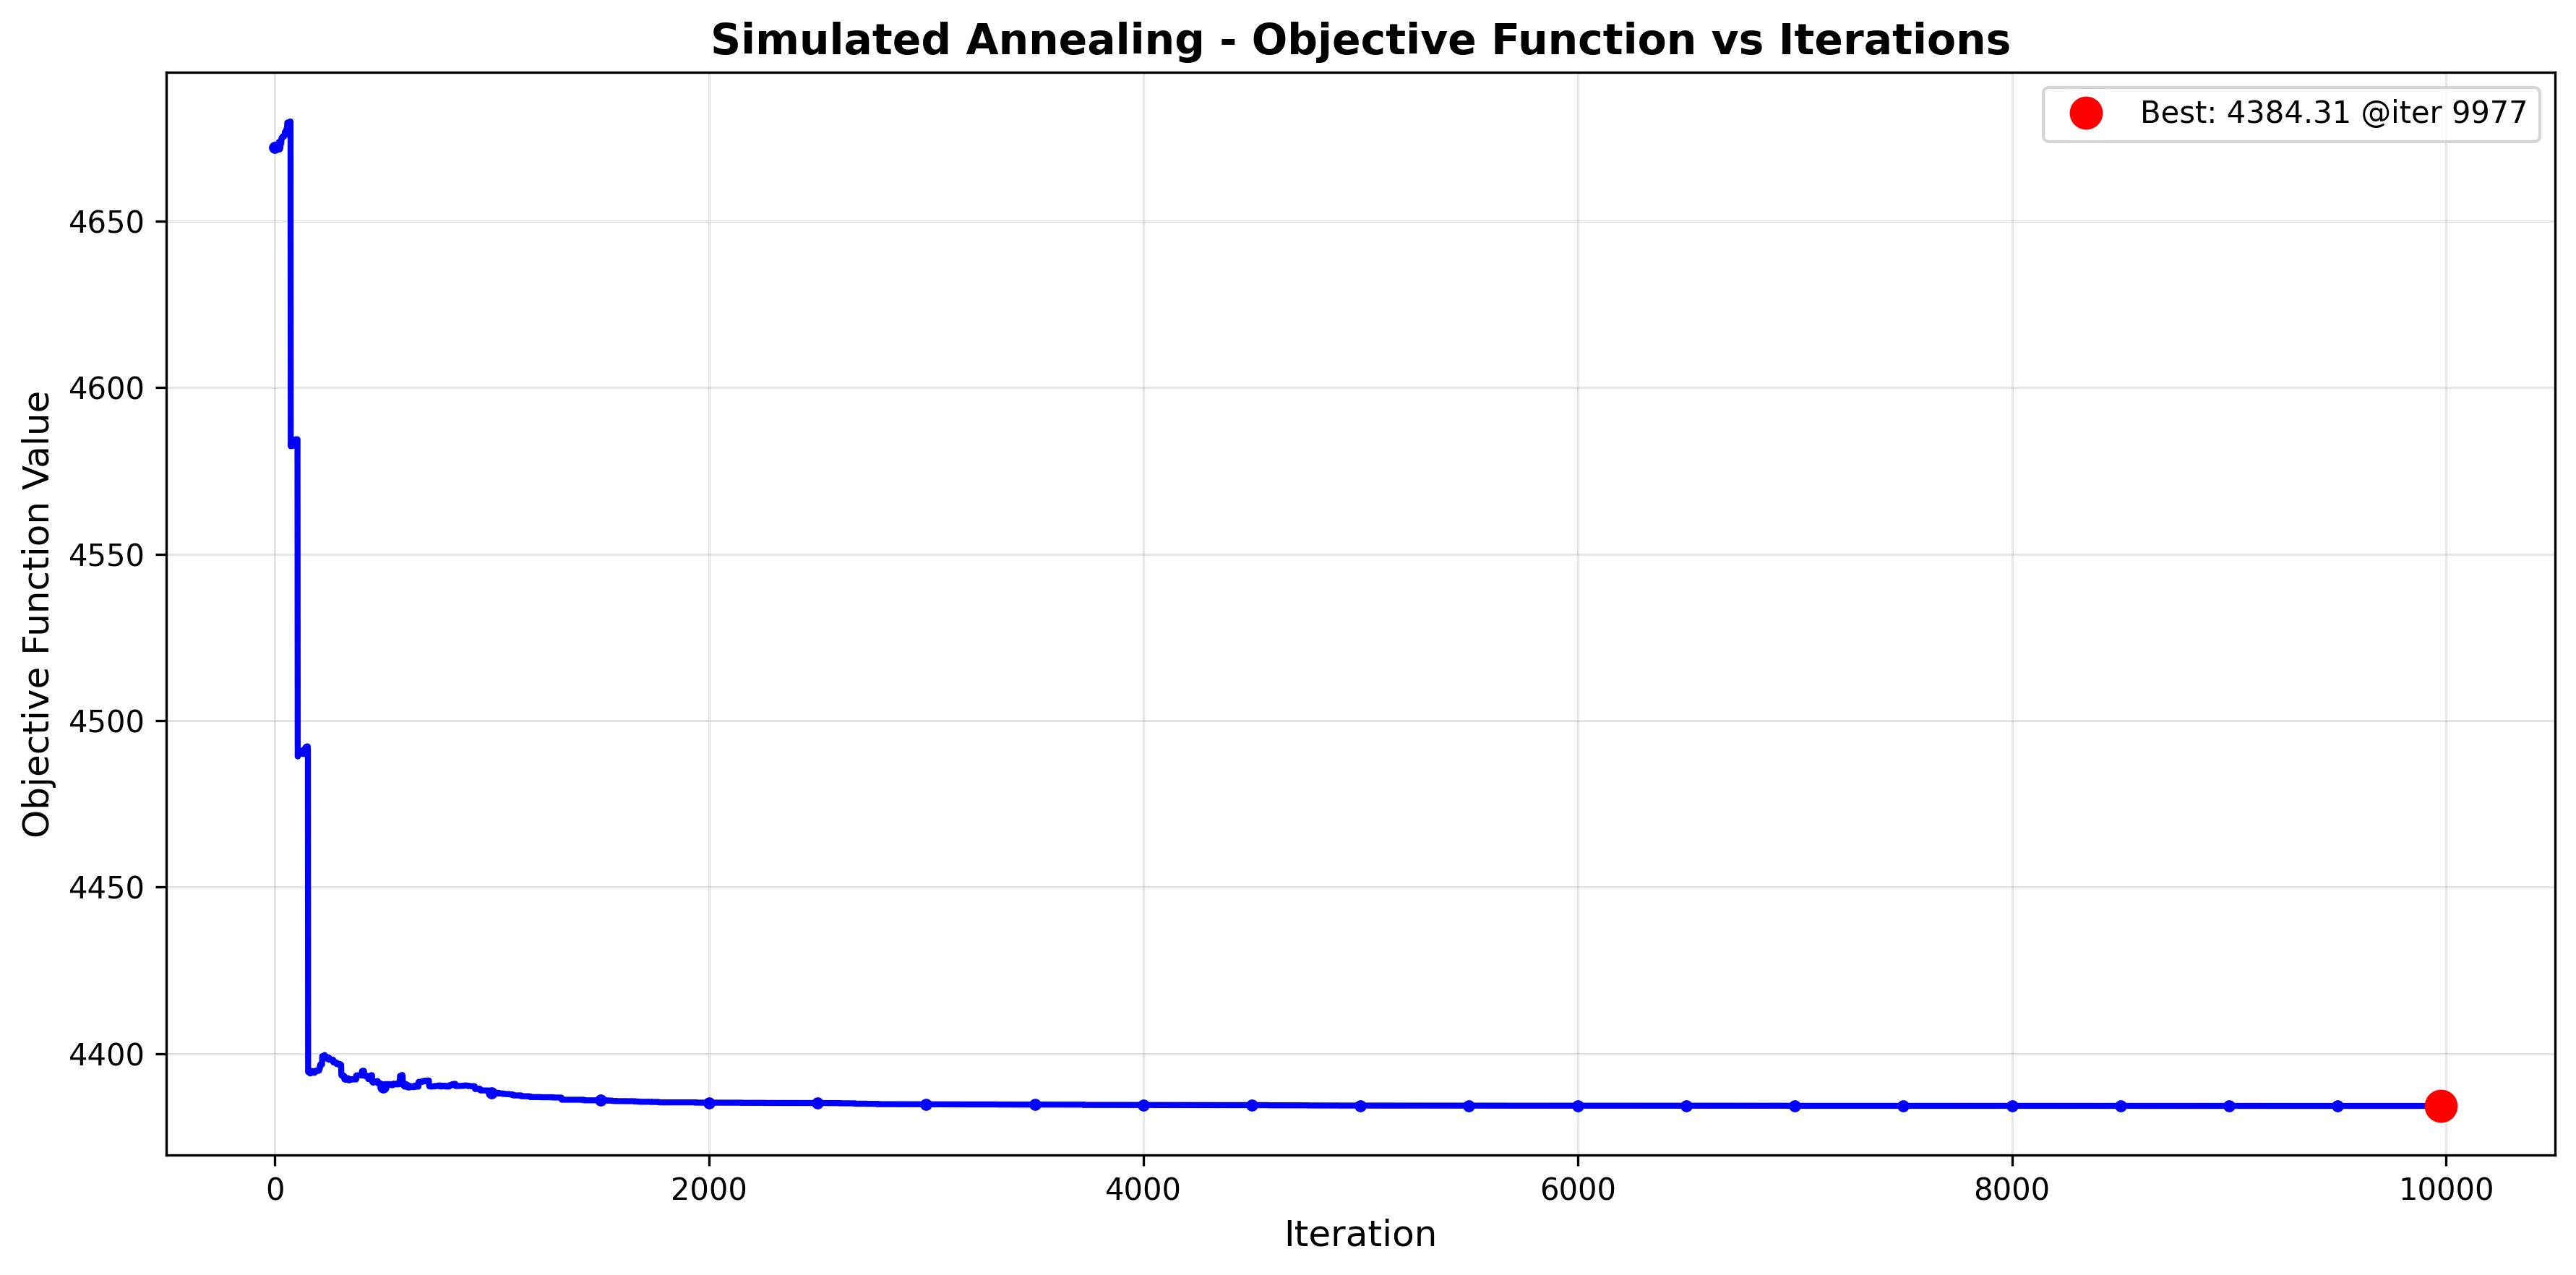 Simulated Annealing - Objective Function vs Iterations
Best: 4384.31 @iter 9977
Objective Function Value
4650
4600
4550
4500
4450
4400
0 2000 4000 6000 8000 10000
Iteration